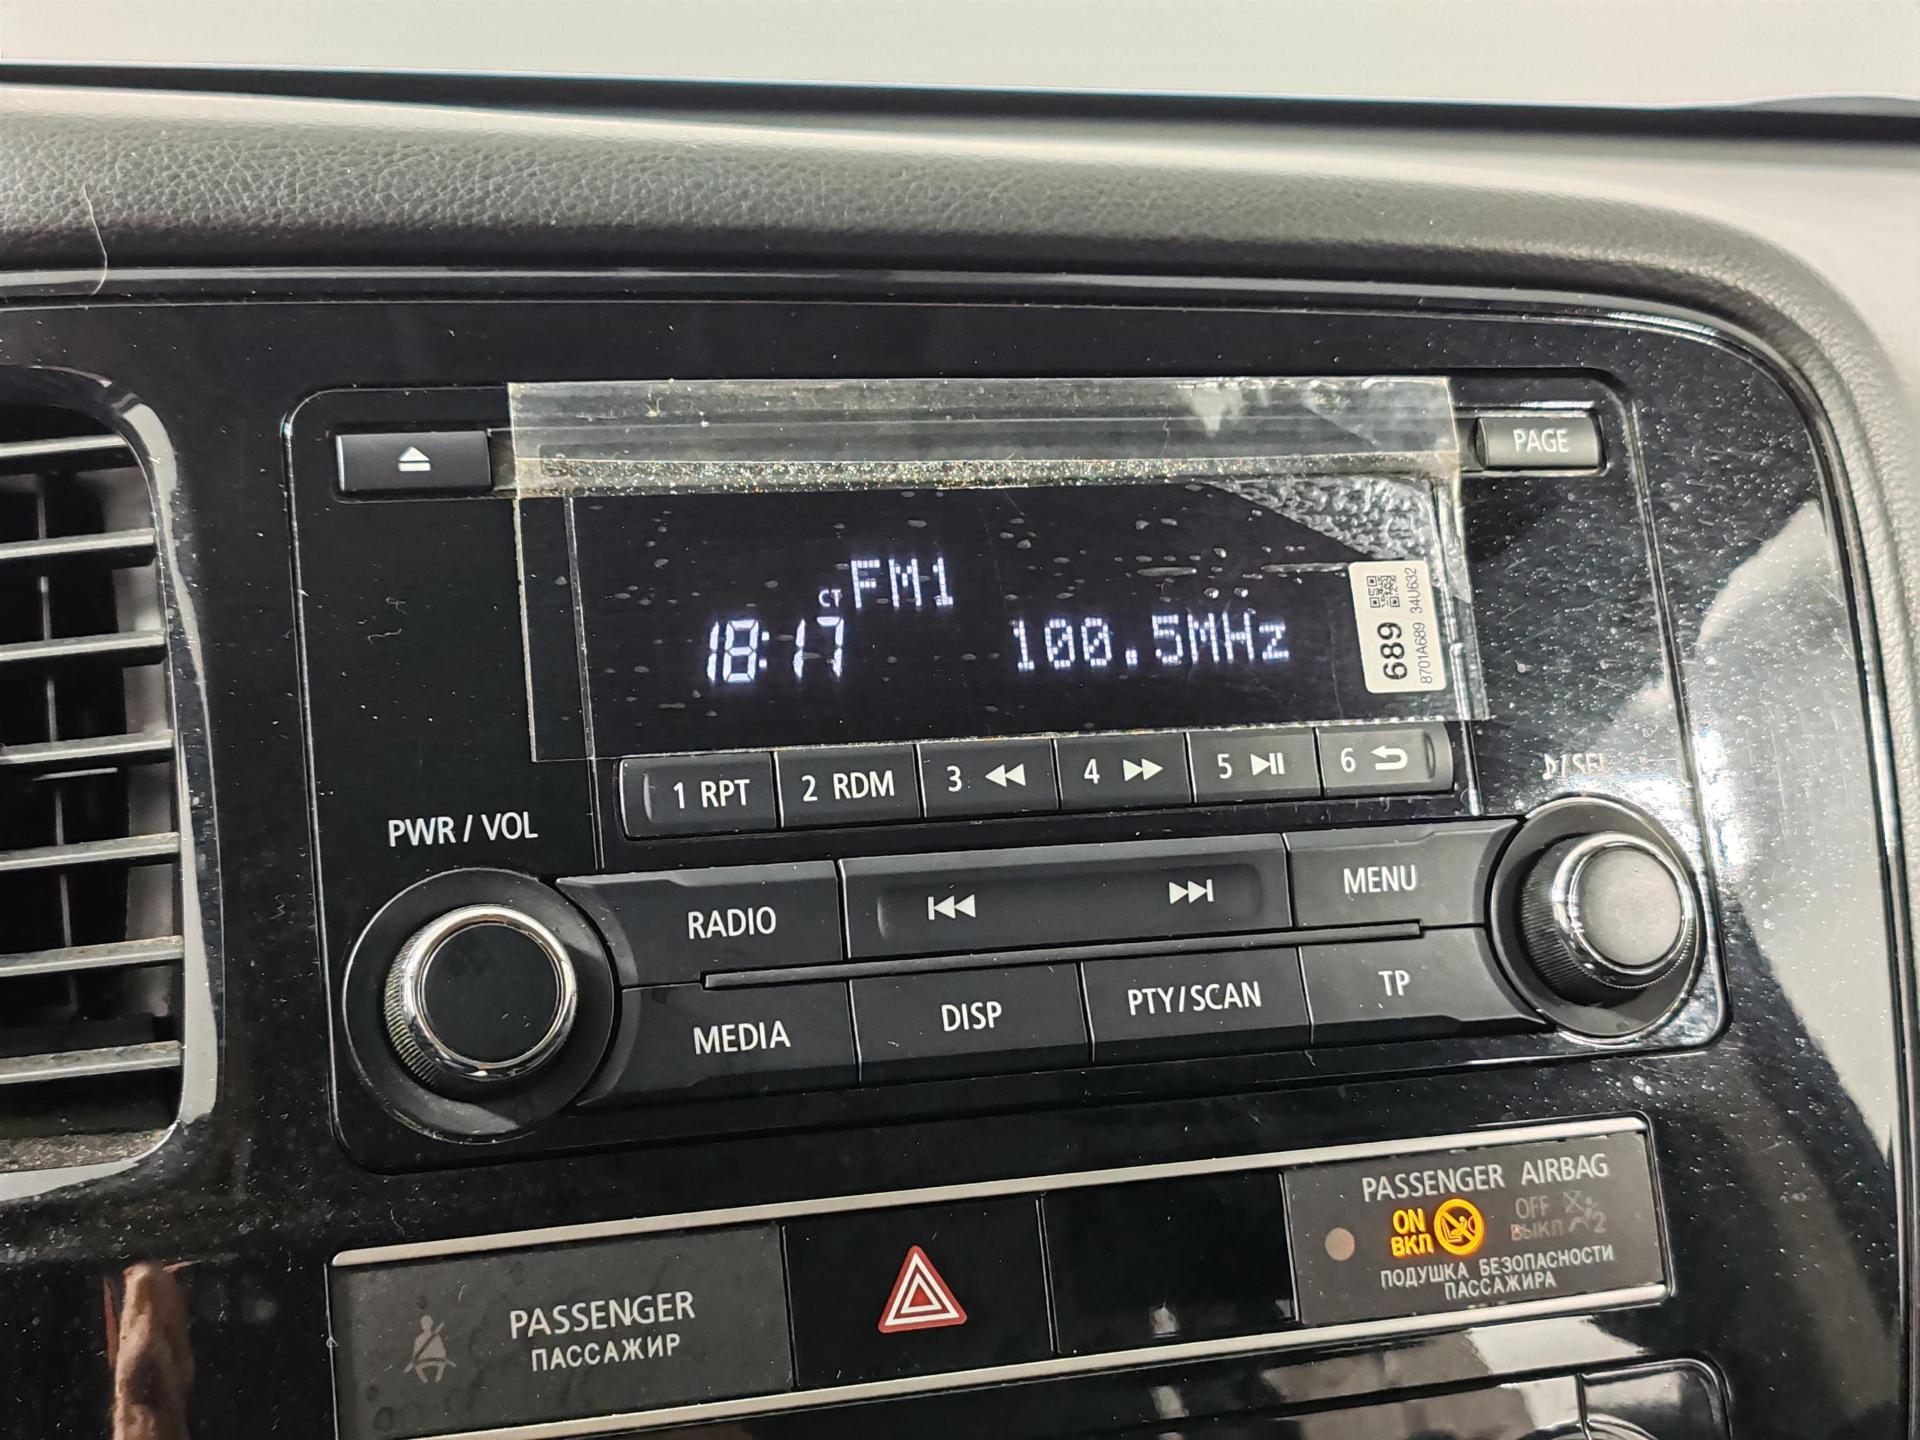 PAGE
CT FM1
18:17 100.5MHz
689
8701A689 34U632
1 RPT 2 RDM 3 4 5 6
PWR / VOL
♪/SEL
RADIO
MENU
MEDIA
DISP
PTY/SCAN
TP
PASSENGER AIRBAG
ON OFF
ВКЛ ВЫКЛ
ПОДУШКА БЕЗОПАСНОСТИ
ПАССАЖИРА
PASSENGER
ПАССАЖИР